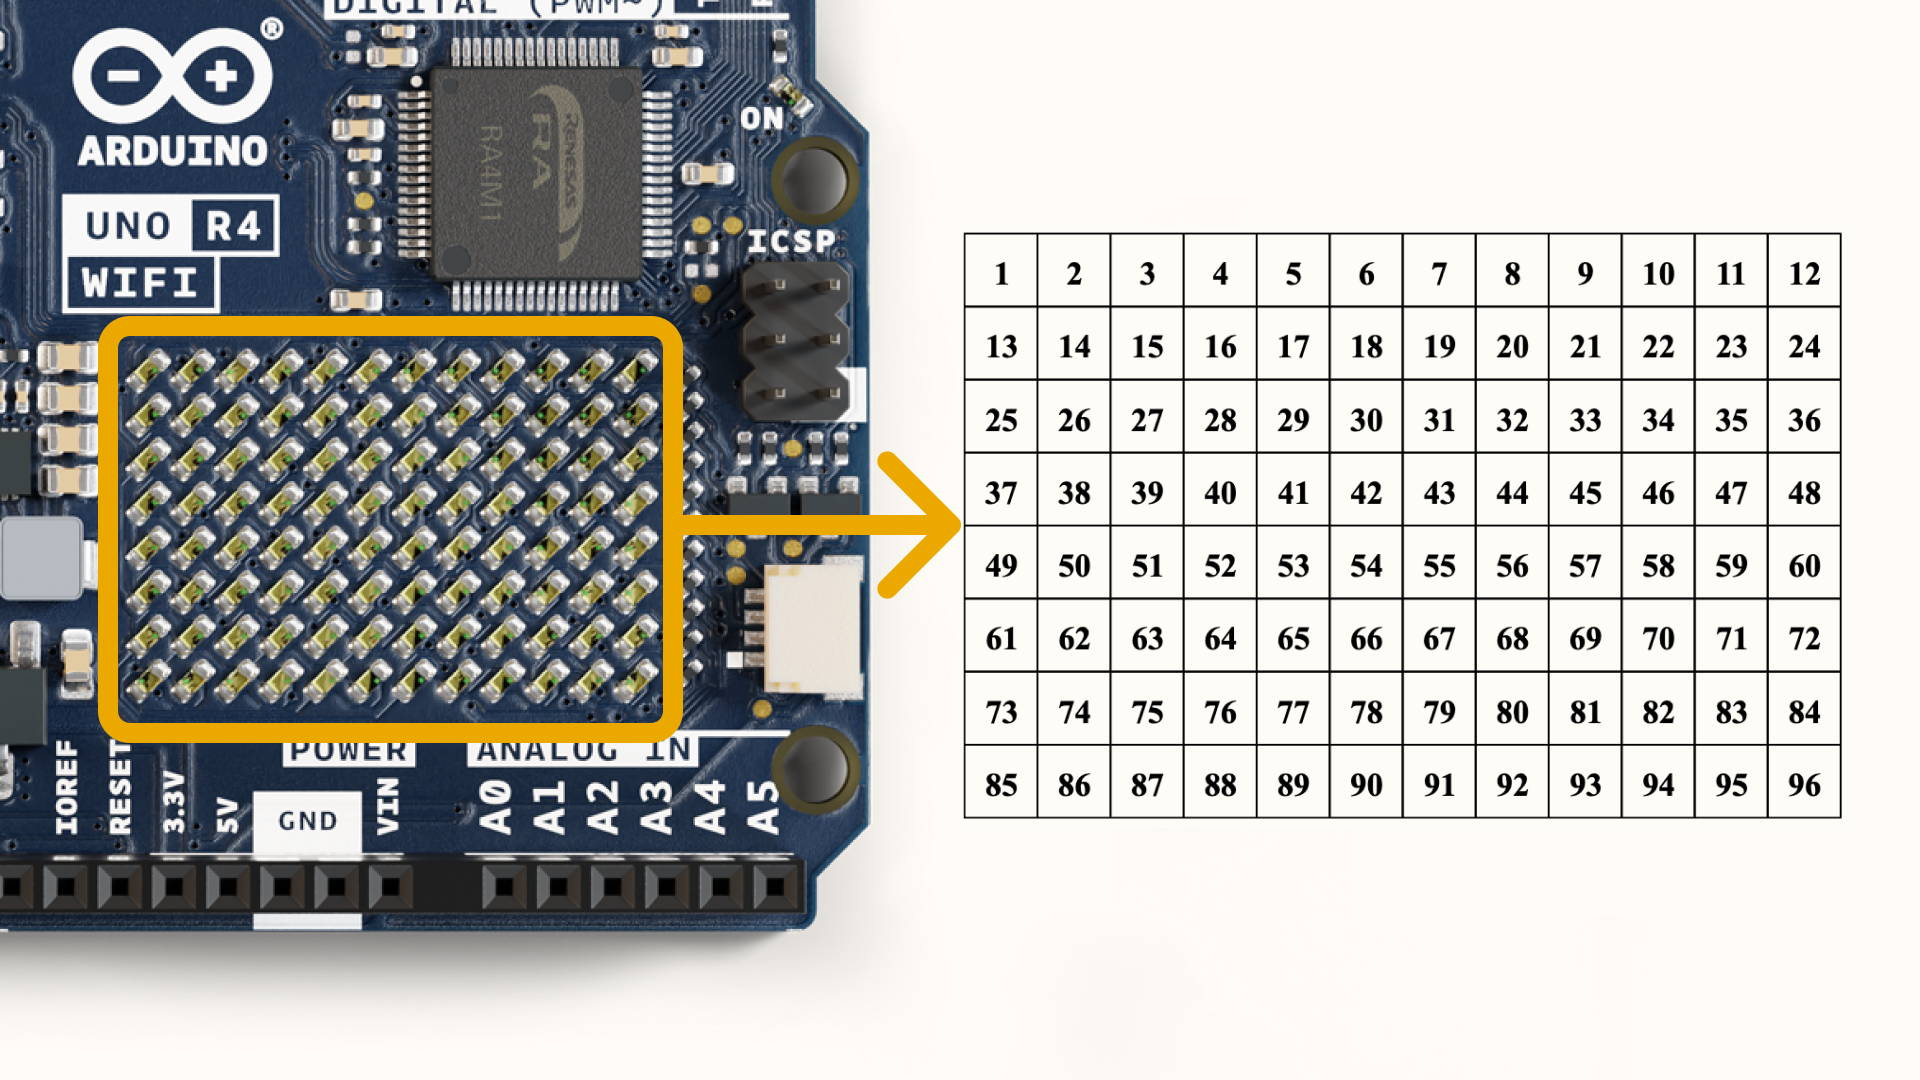 DIGITAL (PWM~)
®
ARDUINO
ON
RENESAS
RA
RA4M1
UNO R4
WIFI
ICSP
1 2 3 4 5 6 7 8 9 10 11 12
13 14 15 16 17 18 19 20 21 22 23 24
25 26 27 28 29 30 31 32 33 34 35 36
37 38 39 40 41 42 43 44 45 46 47 48
49 50 51 52 53 54 55 56 57 58 59 60
61 62 63 64 65 66 67 68 69 70 71 72
73 74 75 76 77 78 79 80 81 82 83 84
85 86 87 88 89 90 91 92 93 94 95 96
POWER
ANALOG IN
IOREF
RESET
3.3V
5V
GND
VIN
A0
A1
A2
A3
A4
A5